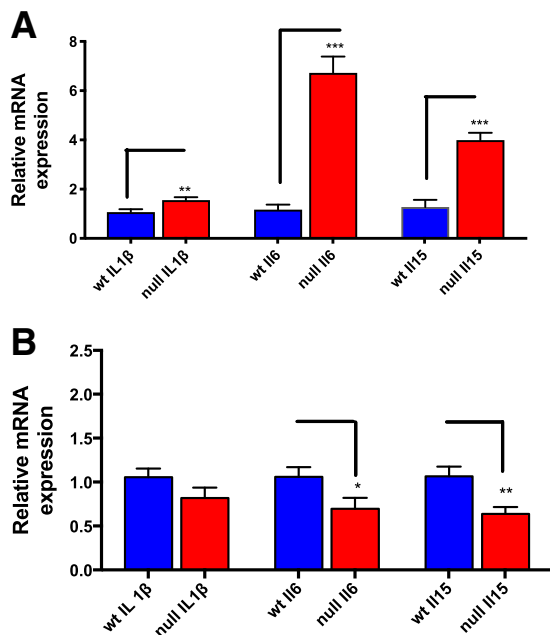 A
Relative mRNA
expression
8
6
4
2
0
**
***
***
wt IL1β
null IL1β
wt Il6
null Il6
wt Il15
null Il15
B
Relative mRNA
expression
2.5
2.0
1.5
1.0
0.5
0.0
*
**
wt IL 1β
null IL1β
wt Il6
null Il6
wt Il15
null Il15